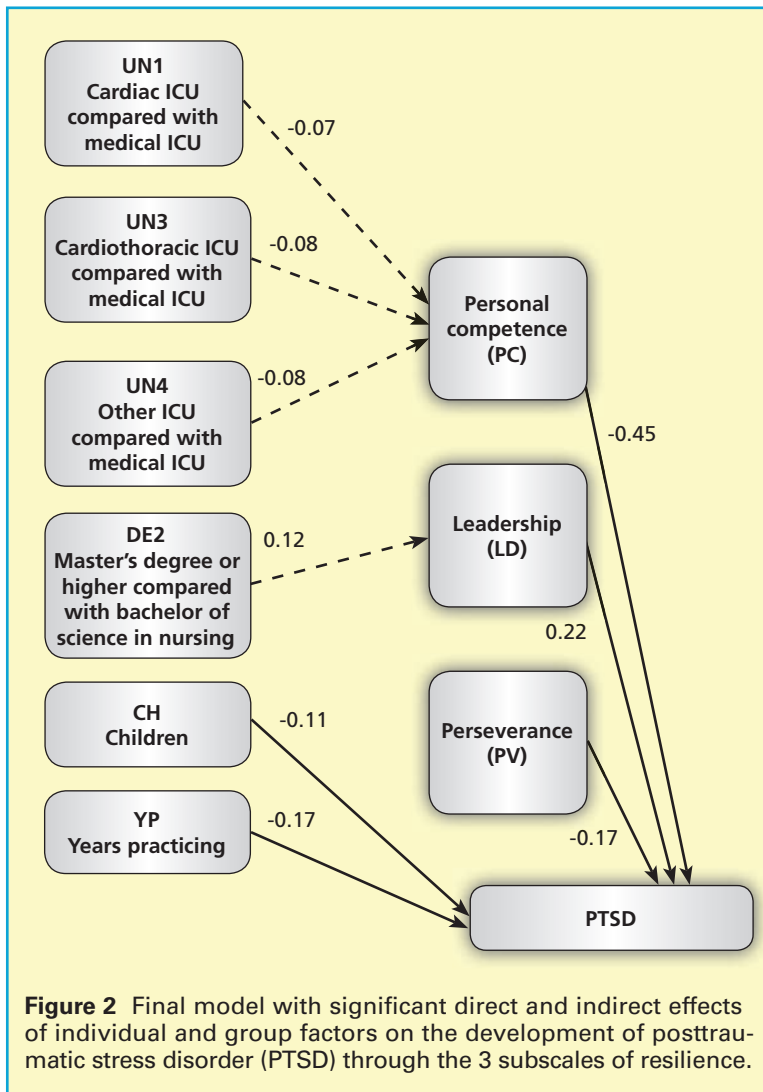 UN1
Cardiac ICU
compared with
medical ICU
-0.07
UN3
Cardiothoracic ICU
compared with
medical ICU
-0.08
UN4
Other ICU
compared with
medical ICU
-0.08
Personal
competence
(PC)
-0.45
DE2
Master's degree or
higher compared
with bachelor of
science in nursing
0.12
Leadership
(LD)
0.22
CH
Children
-0.11
Perseverance
(PV)
-0.17
YP
Years practicing
-0.17
PTSD
Figure 2 Final model with significant direct and indirect effects
of individual and group factors on the development of posttrau-
matic stress disorder (PTSD) through the 3 subscales of resilience.